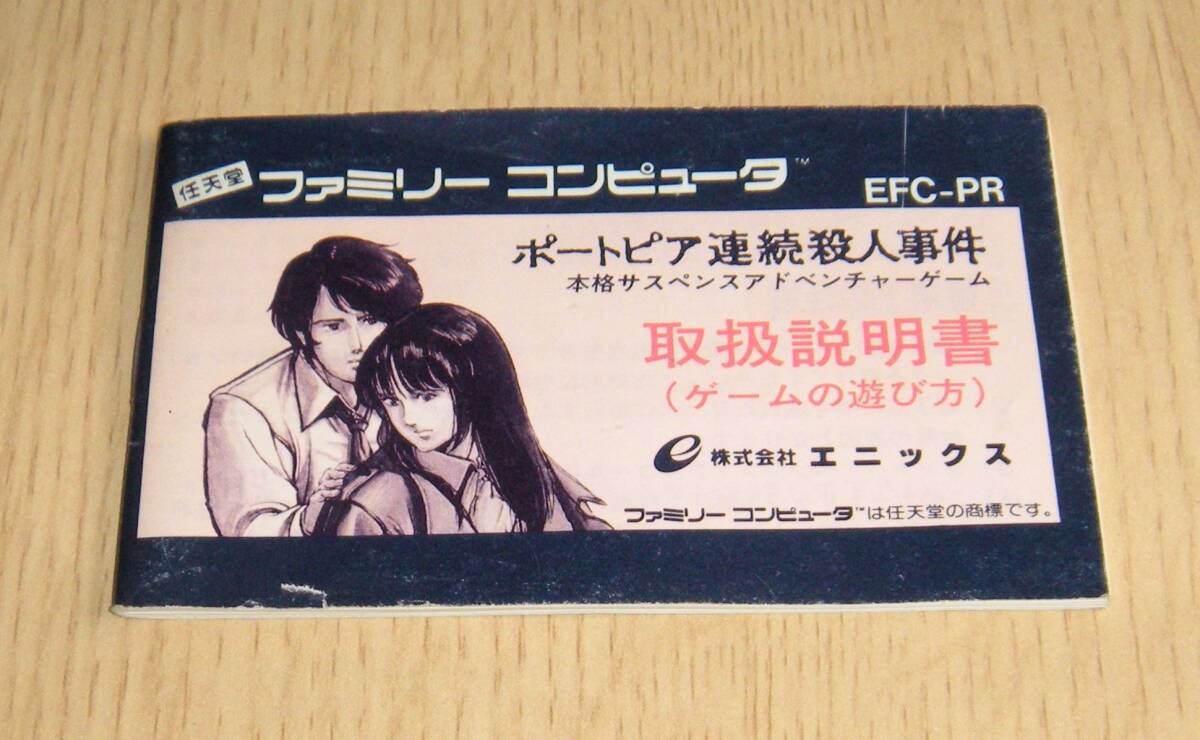 任天堂 ファミリー コンピュータ™ EFC-PR
ポートピア連続殺人事件
本格サスペンスアドベンチャーゲーム
取扱説明書
(ゲームの遊び方)
e 株式会社 エニックス
ファミリー コンピュータ™は任天堂の商標です。